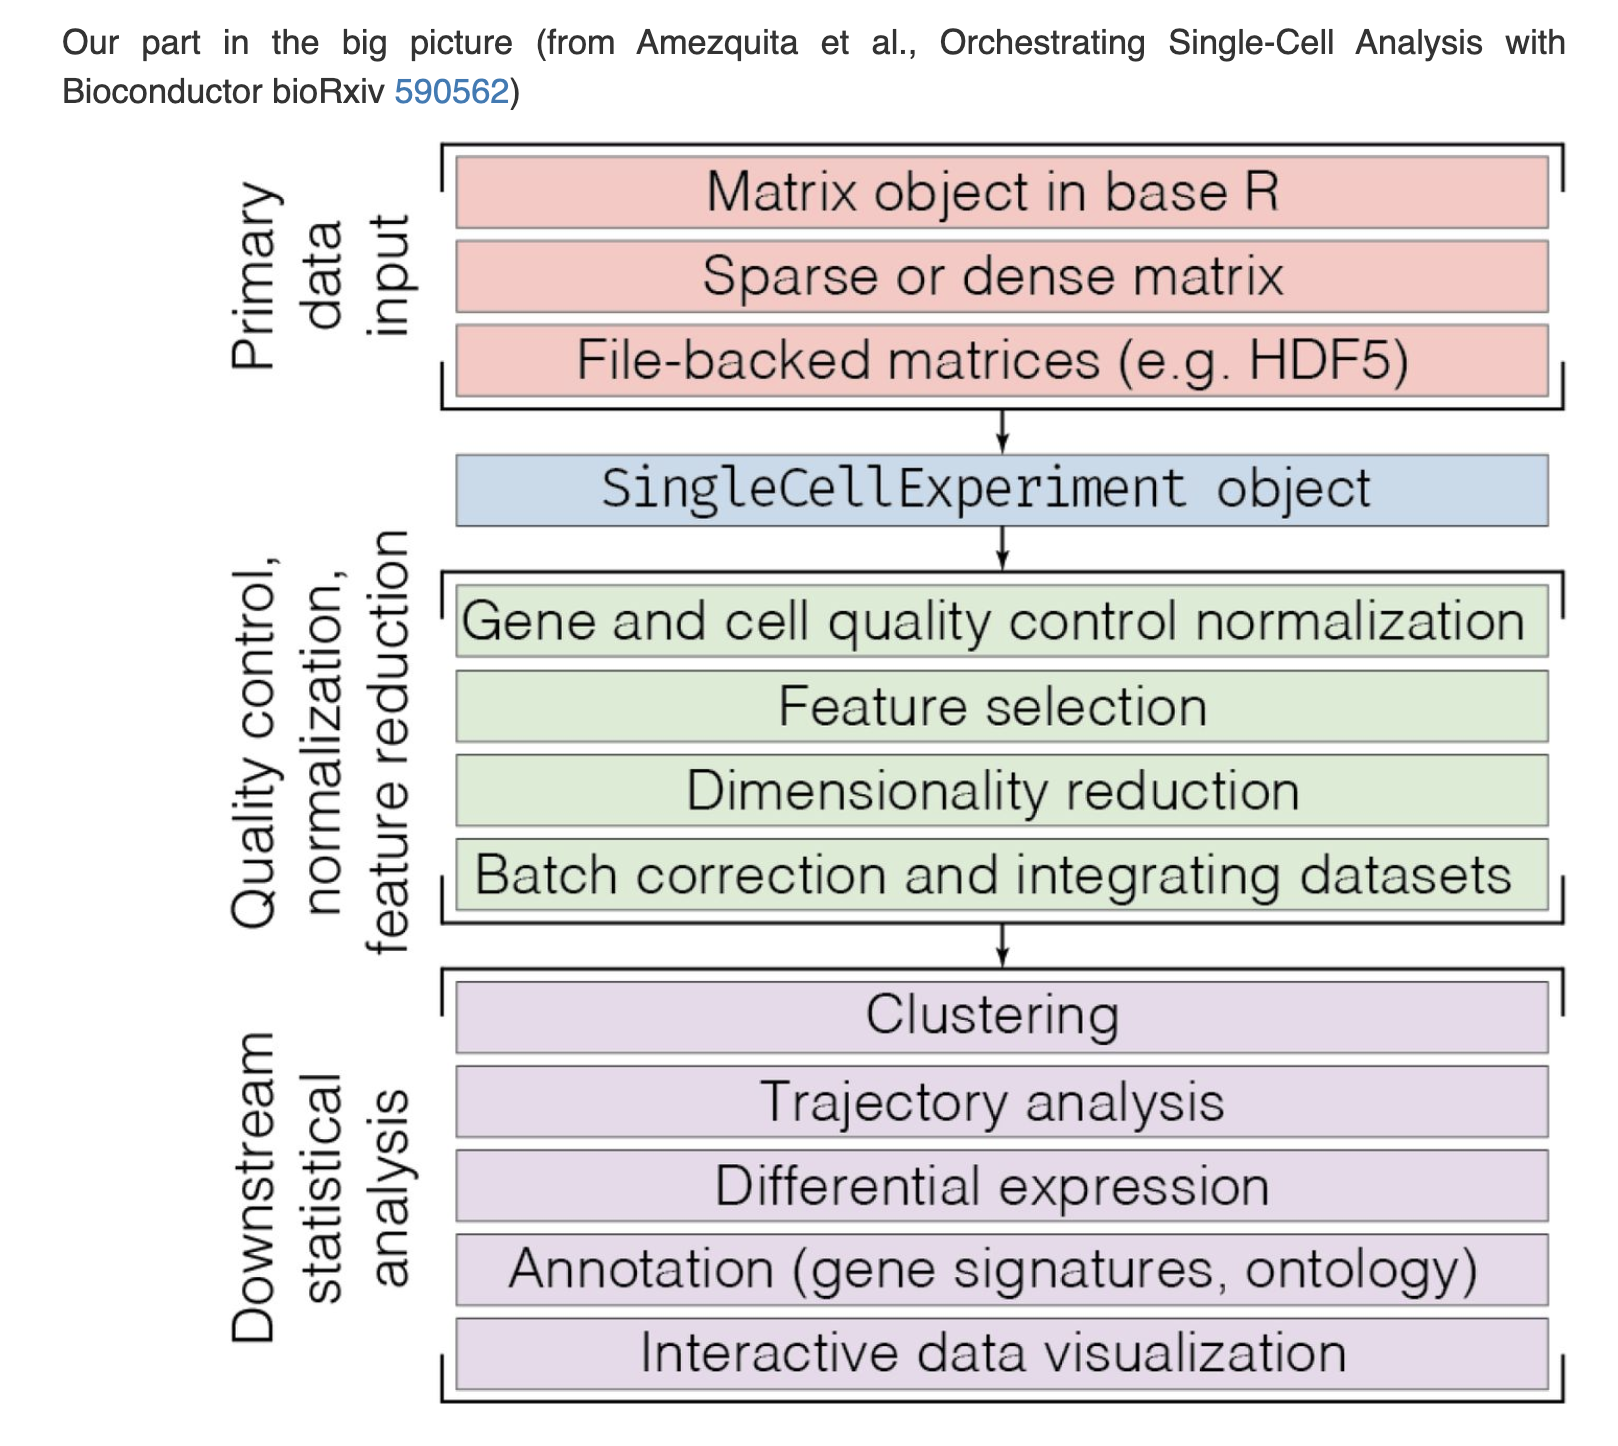 Our part in the big picture (from Amezquita et al., Orchestrating Single-Cell Analysis with
Bioconductor bioRxiv 590562)
Primary
data
input
Matrix object in base R
Sparse or dense matrix
File-backed matrices (e.g. HDF5)
SingleCellExperiment object
Quality control,
normalization,
feature reduction
Gene and cell quality control normalization
Feature selection
Dimensionality reduction
Batch correction and integrating datasets
Downstream
statistical
analysis
Clustering
Trajectory analysis
Differential expression
Annotation (gene signatures, ontology)
Interactive data visualization